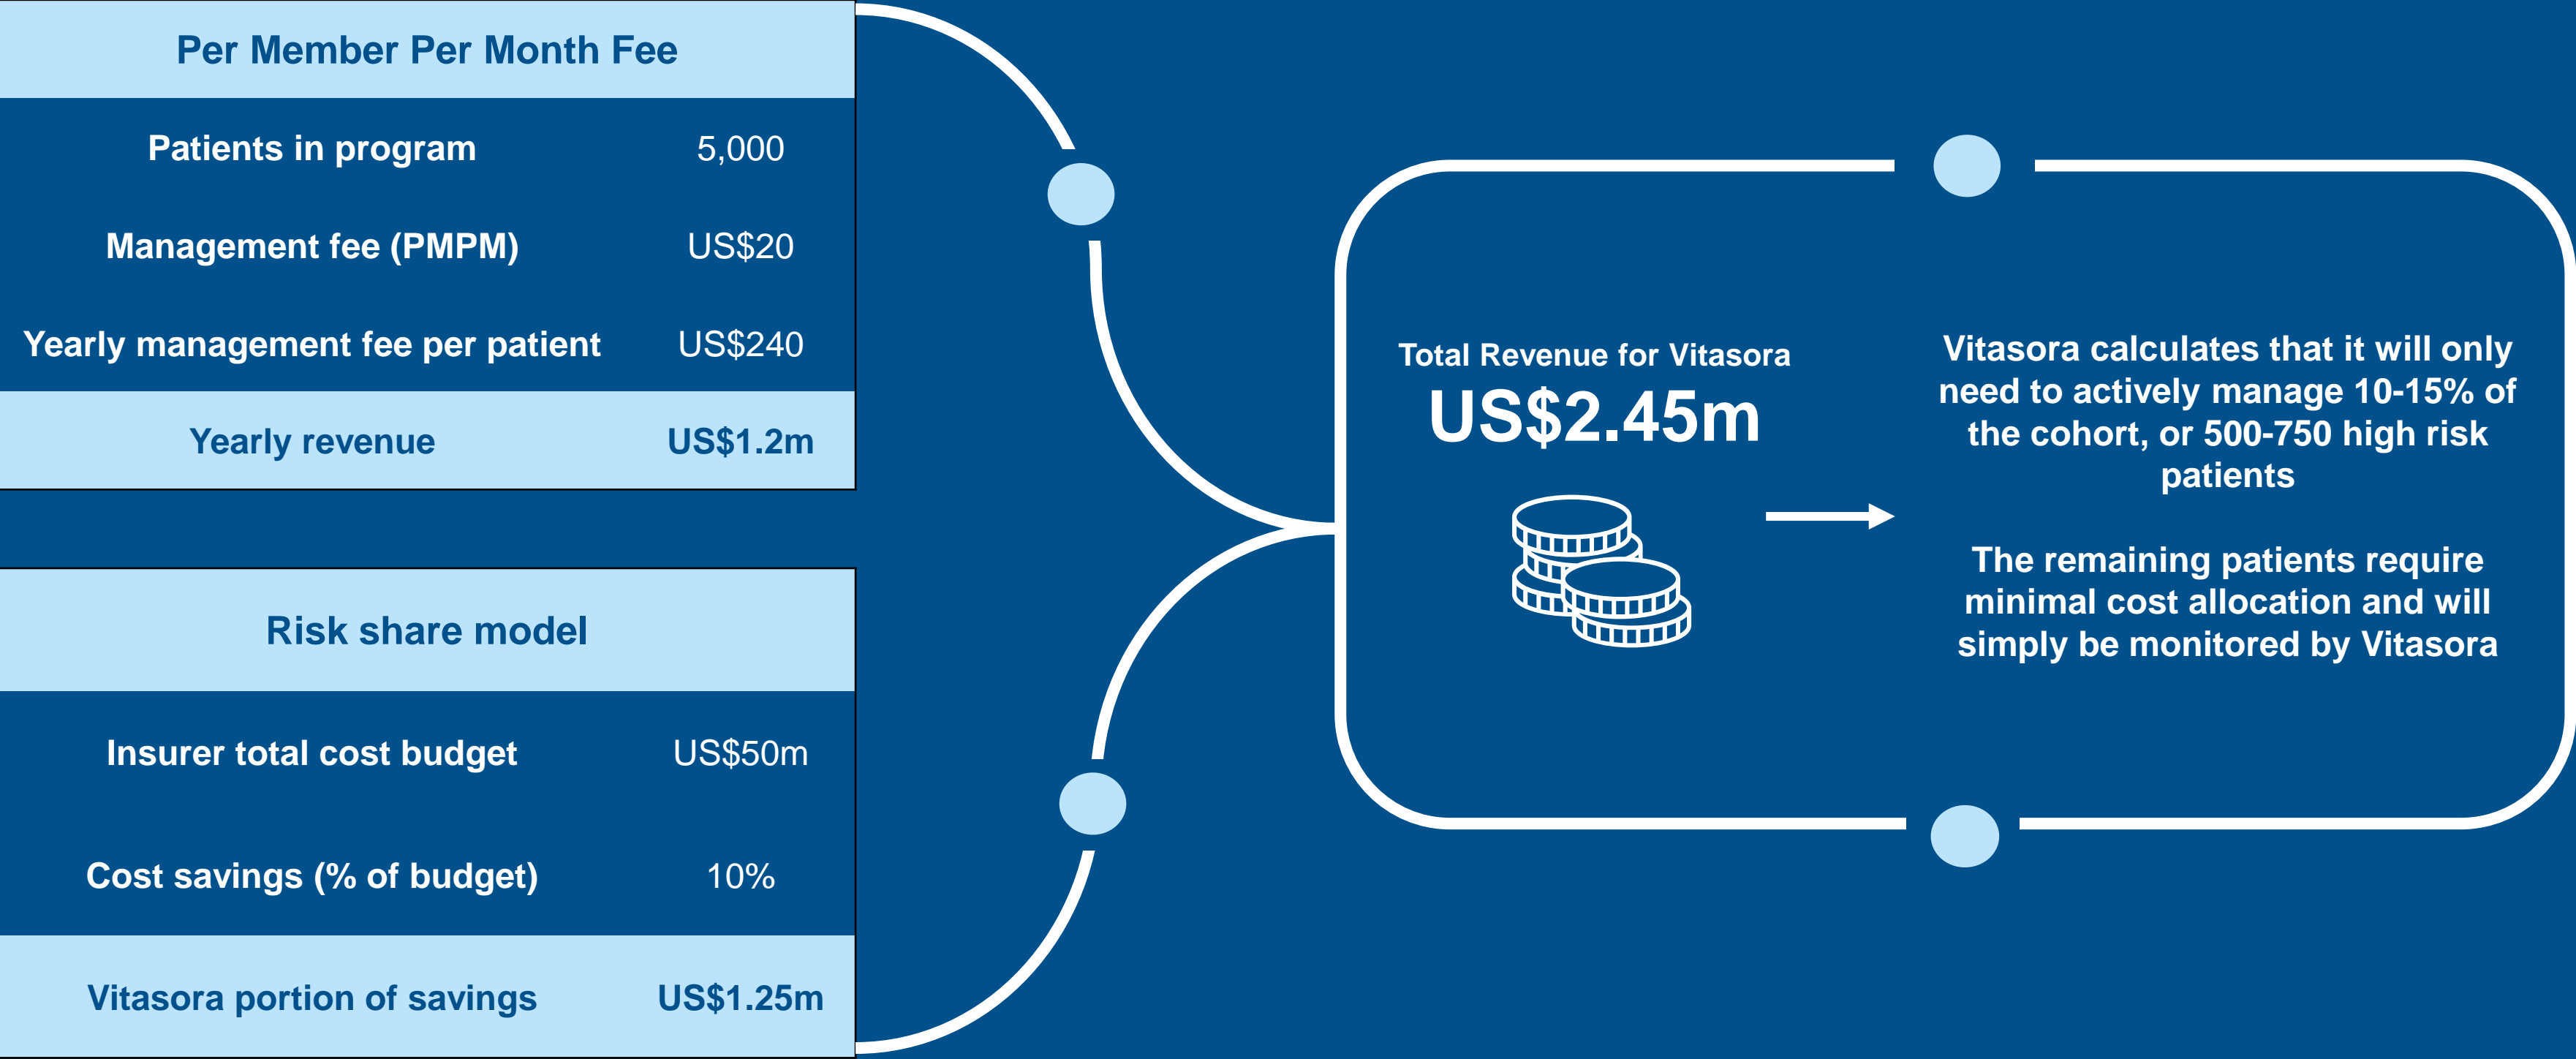 Per Member Per Month Fee
Patients in program 5,000
Management fee (PMPM) US$20
Yearly management fee per patient US$240
Yearly revenue US$1.2m
Risk share model
Insurer total cost budget US$50m
Cost savings (% of budget) 10%
Vitasora portion of savings US$1.25m
Total Revenue for Vitasora
US$2.45m
Vitasora calculates that it will only
need to actively manage 10-15% of
the cohort, or 500-750 high risk
patients
The remaining patients require
minimal cost allocation and will
simply be monitored by Vitasora